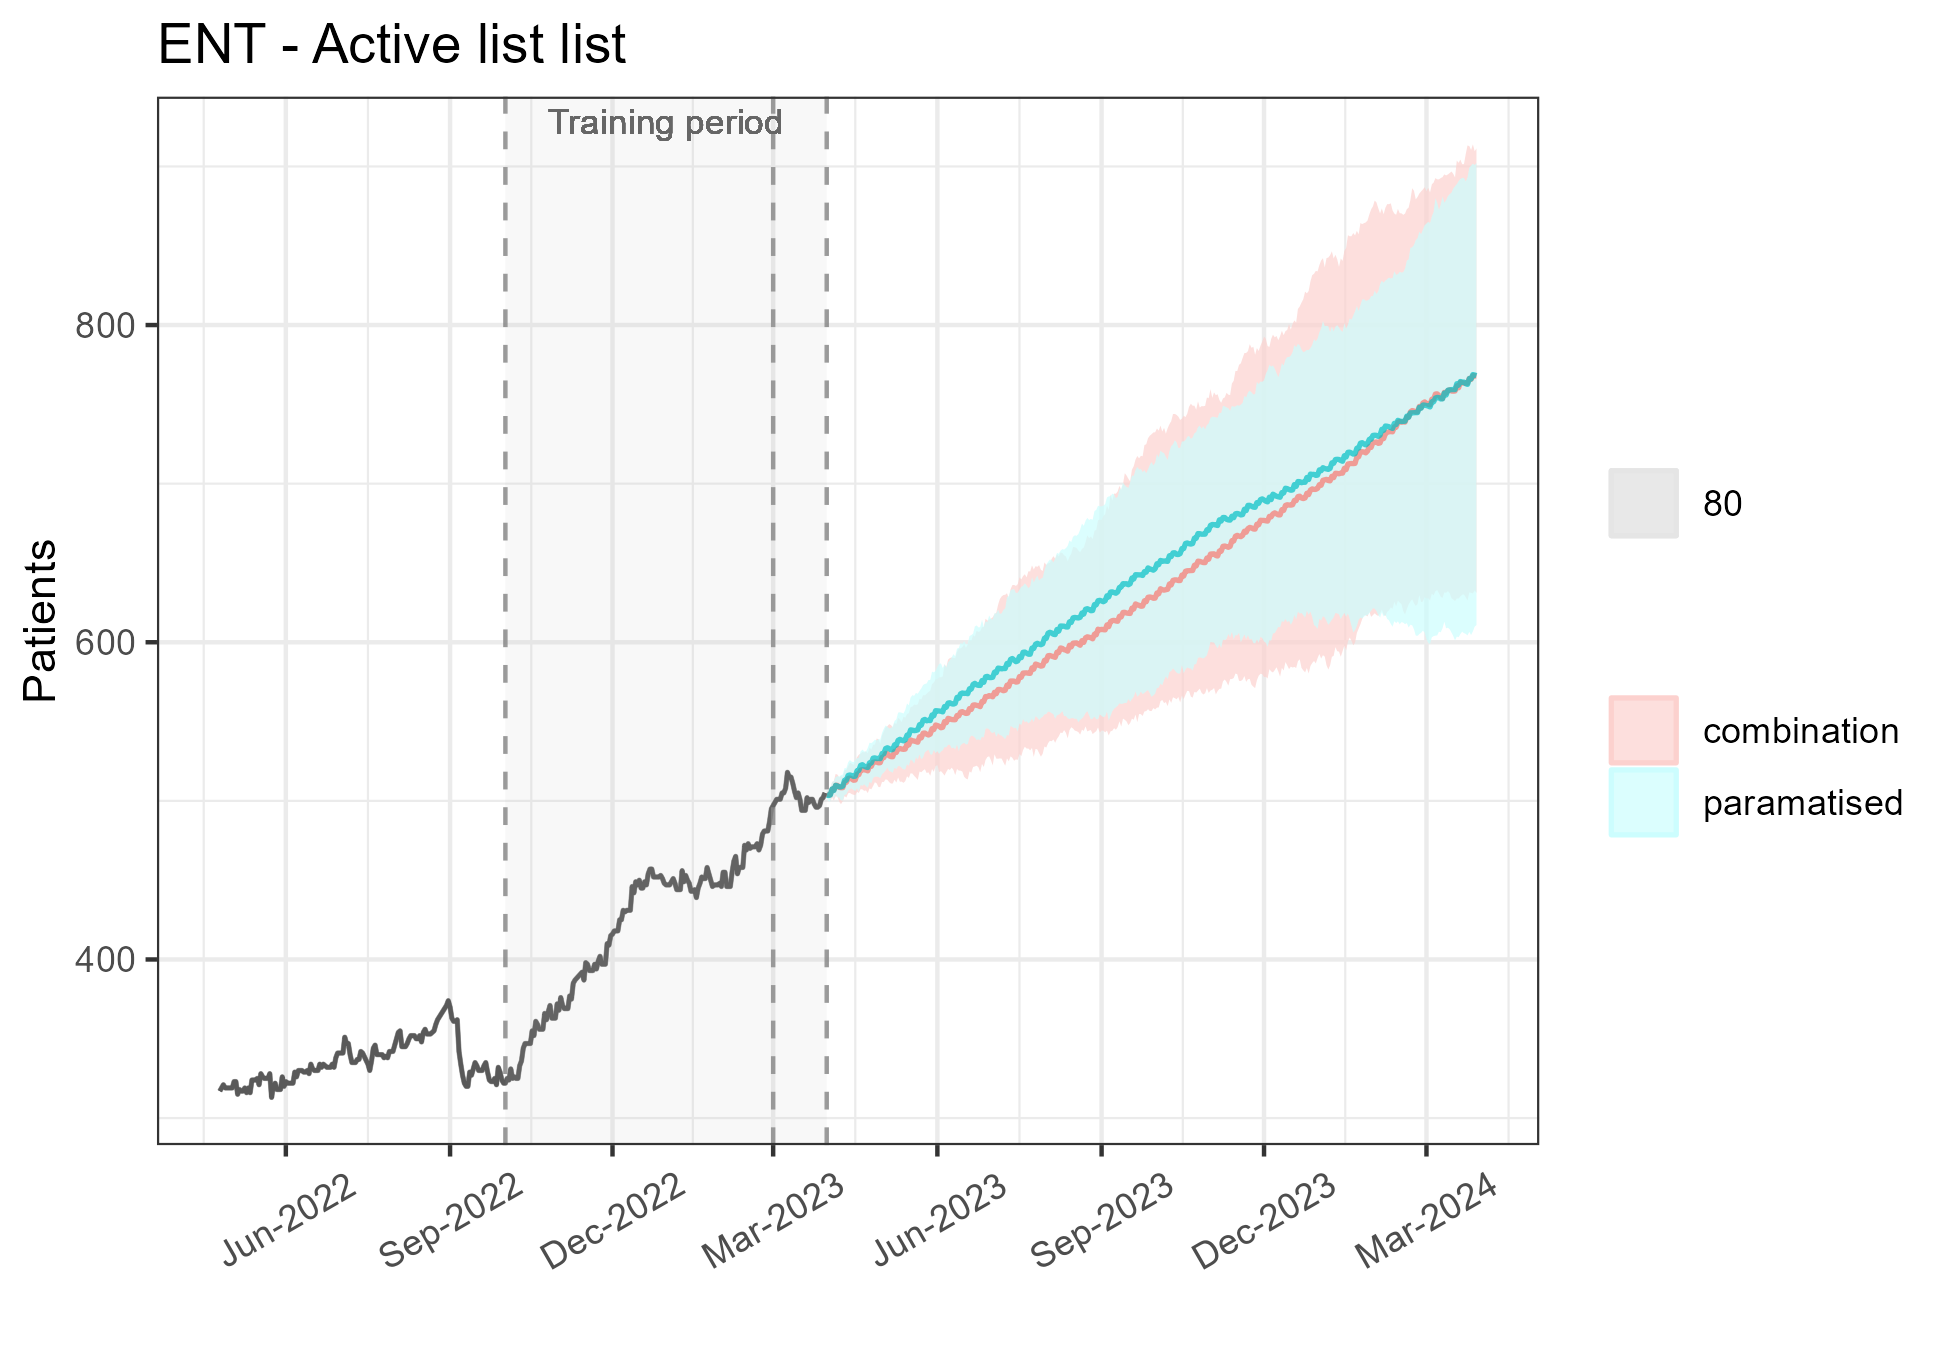 ENT - Active list list
Training period
Patients
800
600
400
Jun-2022
Sep-2022
Dec-2022
Mar-2023
Jun-2023
Sep-2023
Dec-2023
Mar-2024
80
combination
paramatised